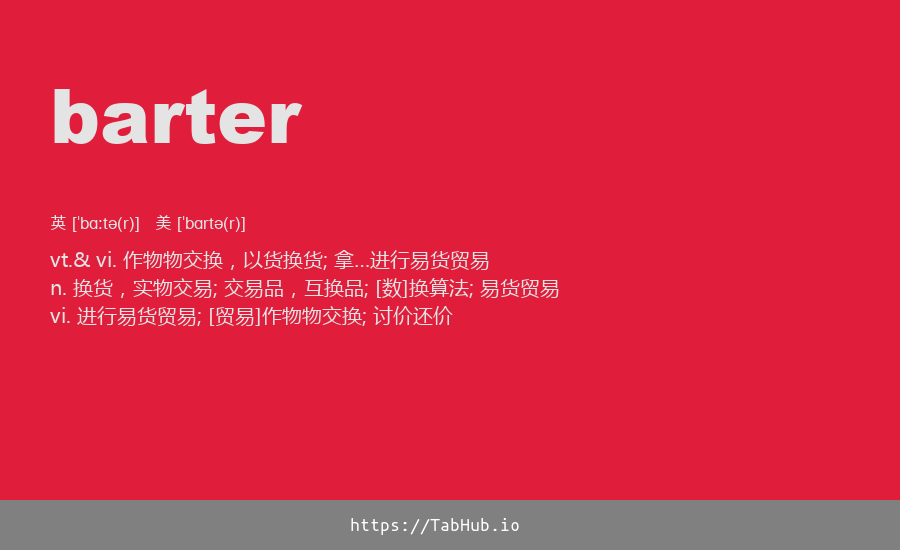 barter
英 [ˈbɑːtə(r)] 美 [ˈbɑrtə(r)]
vt.& vi. 作物物交换，以货换货; 拿...进行易货贸易
n. 换货，实物交易; 交易品，互换品; [数]换算法; 易货贸易
vi. 进行易货贸易; [贸易]作物物交换; 讨价还价
https://TabHub.io